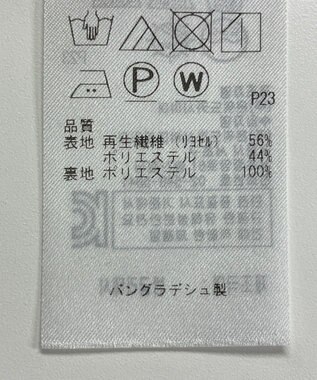 P W
P23
品質
表地 再生繊維 (リヨセル) 56%
ポリエステル 44%
裏地 ポリエステル 100%
バングラデシュ製